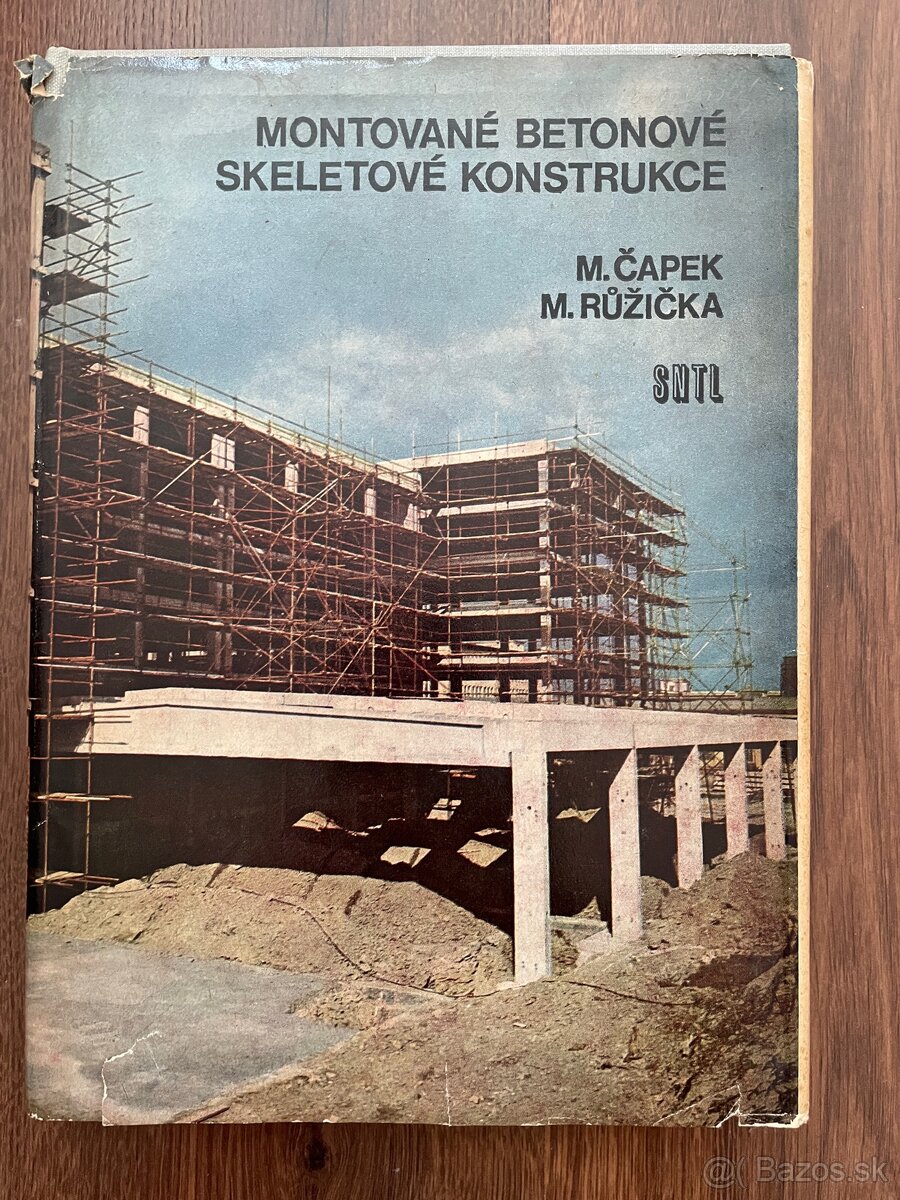 MONTOVANÉ BETONOVÉ
SKELETOVÉ KONSTRUKCE
M. ČAPEK
M. RŮŽIČKA
SNTL
@( Bazos.sk